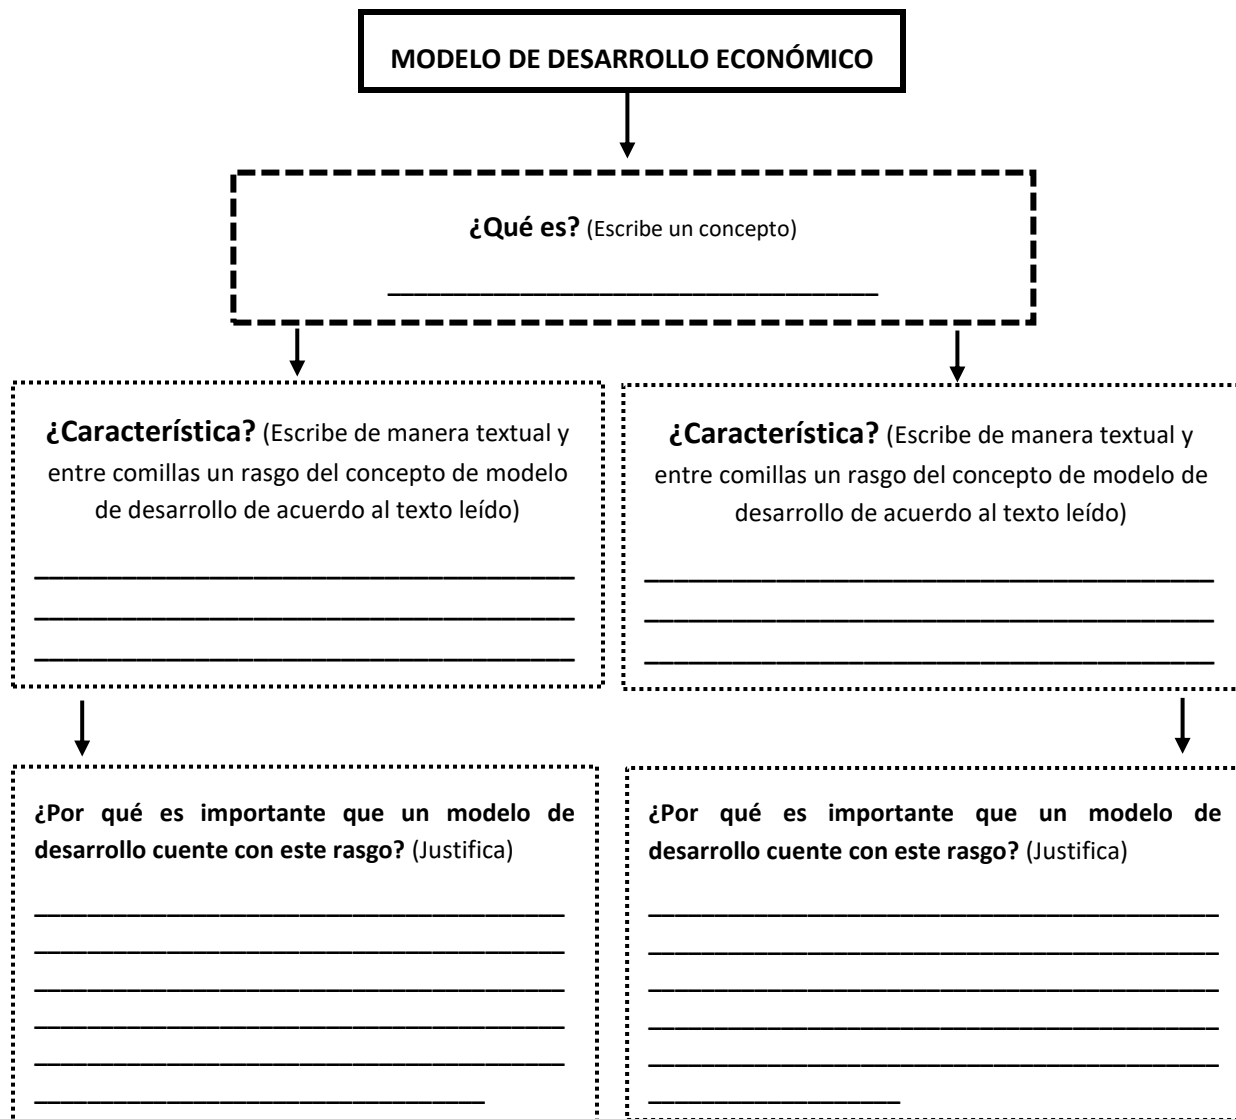 MODELO DE DESARROLLO ECONÓMICO
¿Qué es? (Escribe un concepto)
¿Característica? (Escribe de manera textual y
entre comillas un rasgo del concepto de modelo
de desarrollo de acuerdo al texto leído)
¿Característica? (Escribe de manera textual y
entre comillas un rasgo del concepto de modelo de
desarrollo de acuerdo al texto leído)
¿Por qué es importante que un modelo de
desarrollo cuente con este rasgo? (Justifica)
¿Por qué es importante que un modelo de
desarrollo cuente con este rasgo? (Justifica)